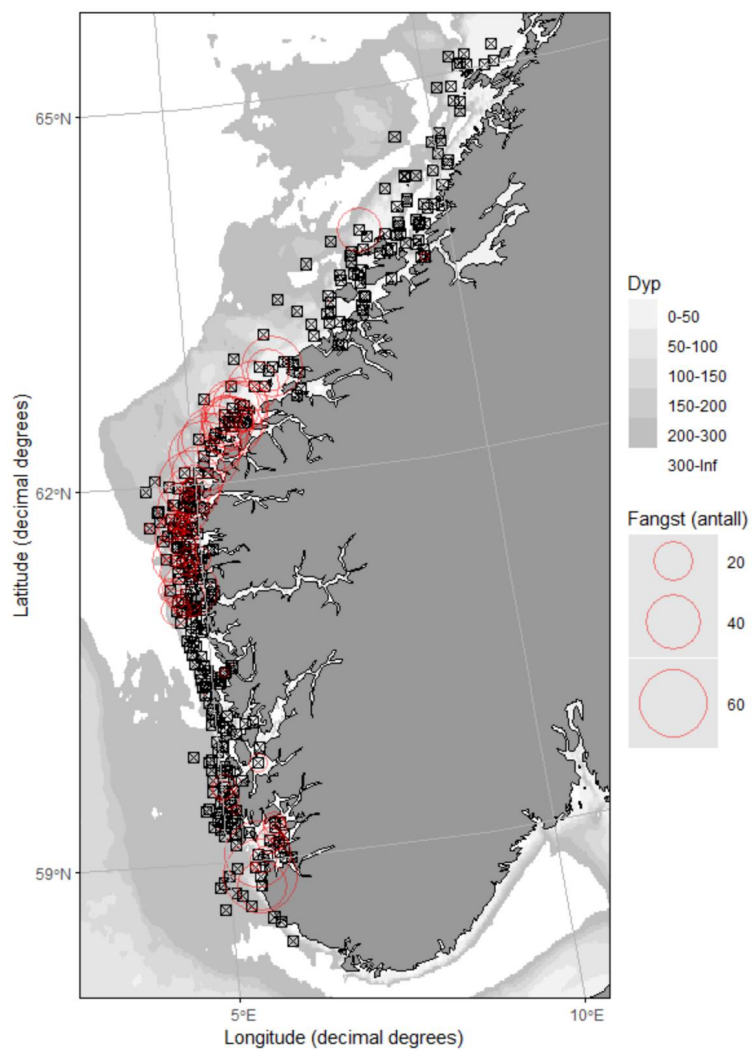 65°N
62°N
59°N
5°E
10°E
Latitude (decimal degrees)
Longitude (decimal degrees)
Dyp
0-50
50-100
100-150
150-200
200-300
300-Inf
Fangst (antall)
20
40
60